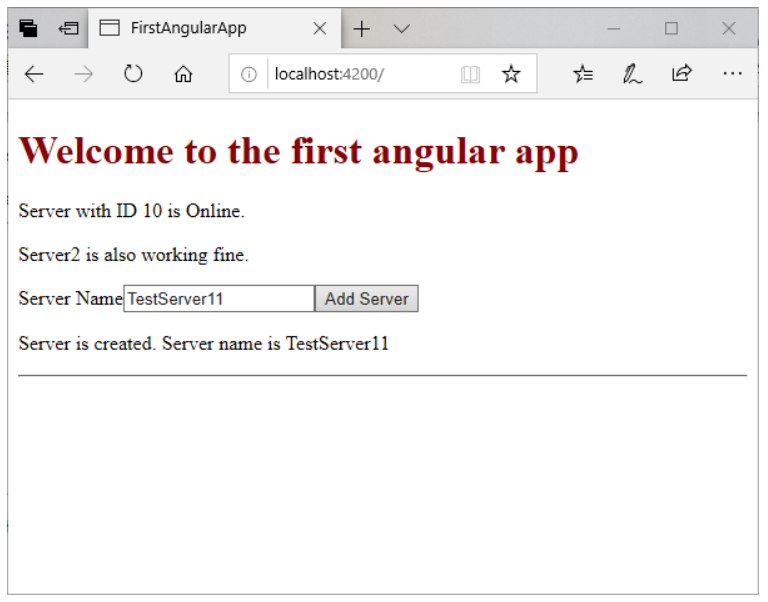 FirstAngularApp
localhost:4200/
Welcome to the first angular app
Server with ID 10 is Online.
Server2 is also working fine.
Server Name TestServer11 Add Server
Server is created. Server name is TestServer11